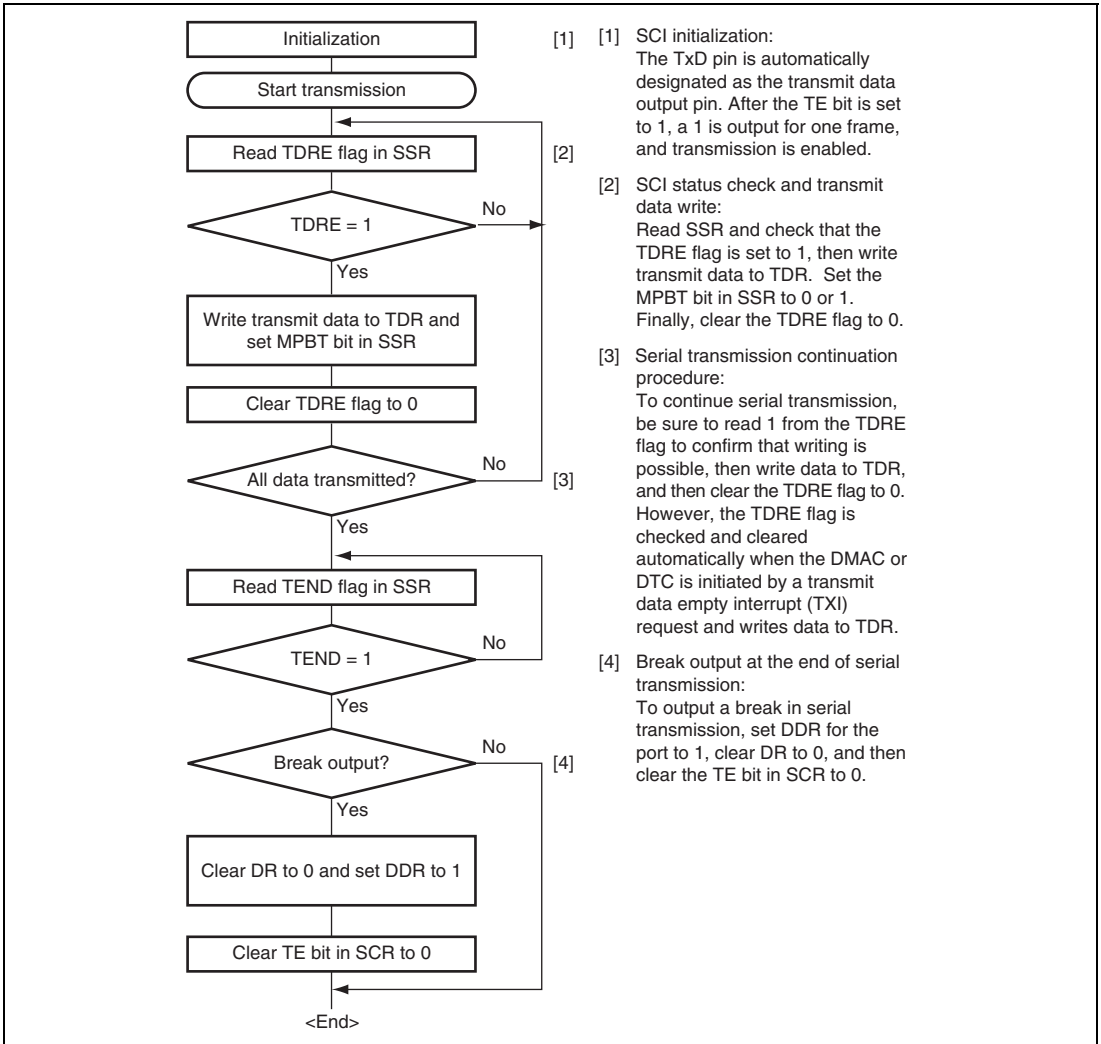 Initialization
[1]
Start transmission
Read TDRE flag in SSR
[2]
TDRE = 1
No
Yes
Write transmit data to TDR and
set MPBT bit in SSR
Clear TDRE flag to 0
All data transmitted?
No
[3]
Yes
Read TEND flag in SSR
TEND = 1
No
Yes
Break output?
No
[4]
Yes
Clear DR to 0 and set DDR to 1
Clear TE bit in SCR to 0
<End>
[1] SCI initialization:
The TxD pin is automatically
designated as the transmit data
output pin. After the TE bit is set
to 1, a 1 is output for one frame,
and transmission is enabled.
[2] SCI status check and transmit
data write:
Read SSR and check that the
TDRE flag is set to 1, then write
transmit data to TDR. Set the
MPBT bit in SSR to 0 or 1.
Finally, clear the TDRE flag to 0.
[3] Serial transmission continuation
procedure:
To continue serial transmission,
be sure to read 1 from the TDRE
flag to confirm that writing is
possible, then write data to TDR,
and then clear the TDRE flag to 0.
However, the TDRE flag is
checked and cleared
automatically when the DMAC or
DTC is initiated by a transmit
data empty interrupt (TXI)
request and writes data to TDR.
[4] Break output at the end of serial
transmission:
To output a break in serial
transmission, set DDR for the
port to 1, clear DR to 0, and then
clear the TE bit in SCR to 0.